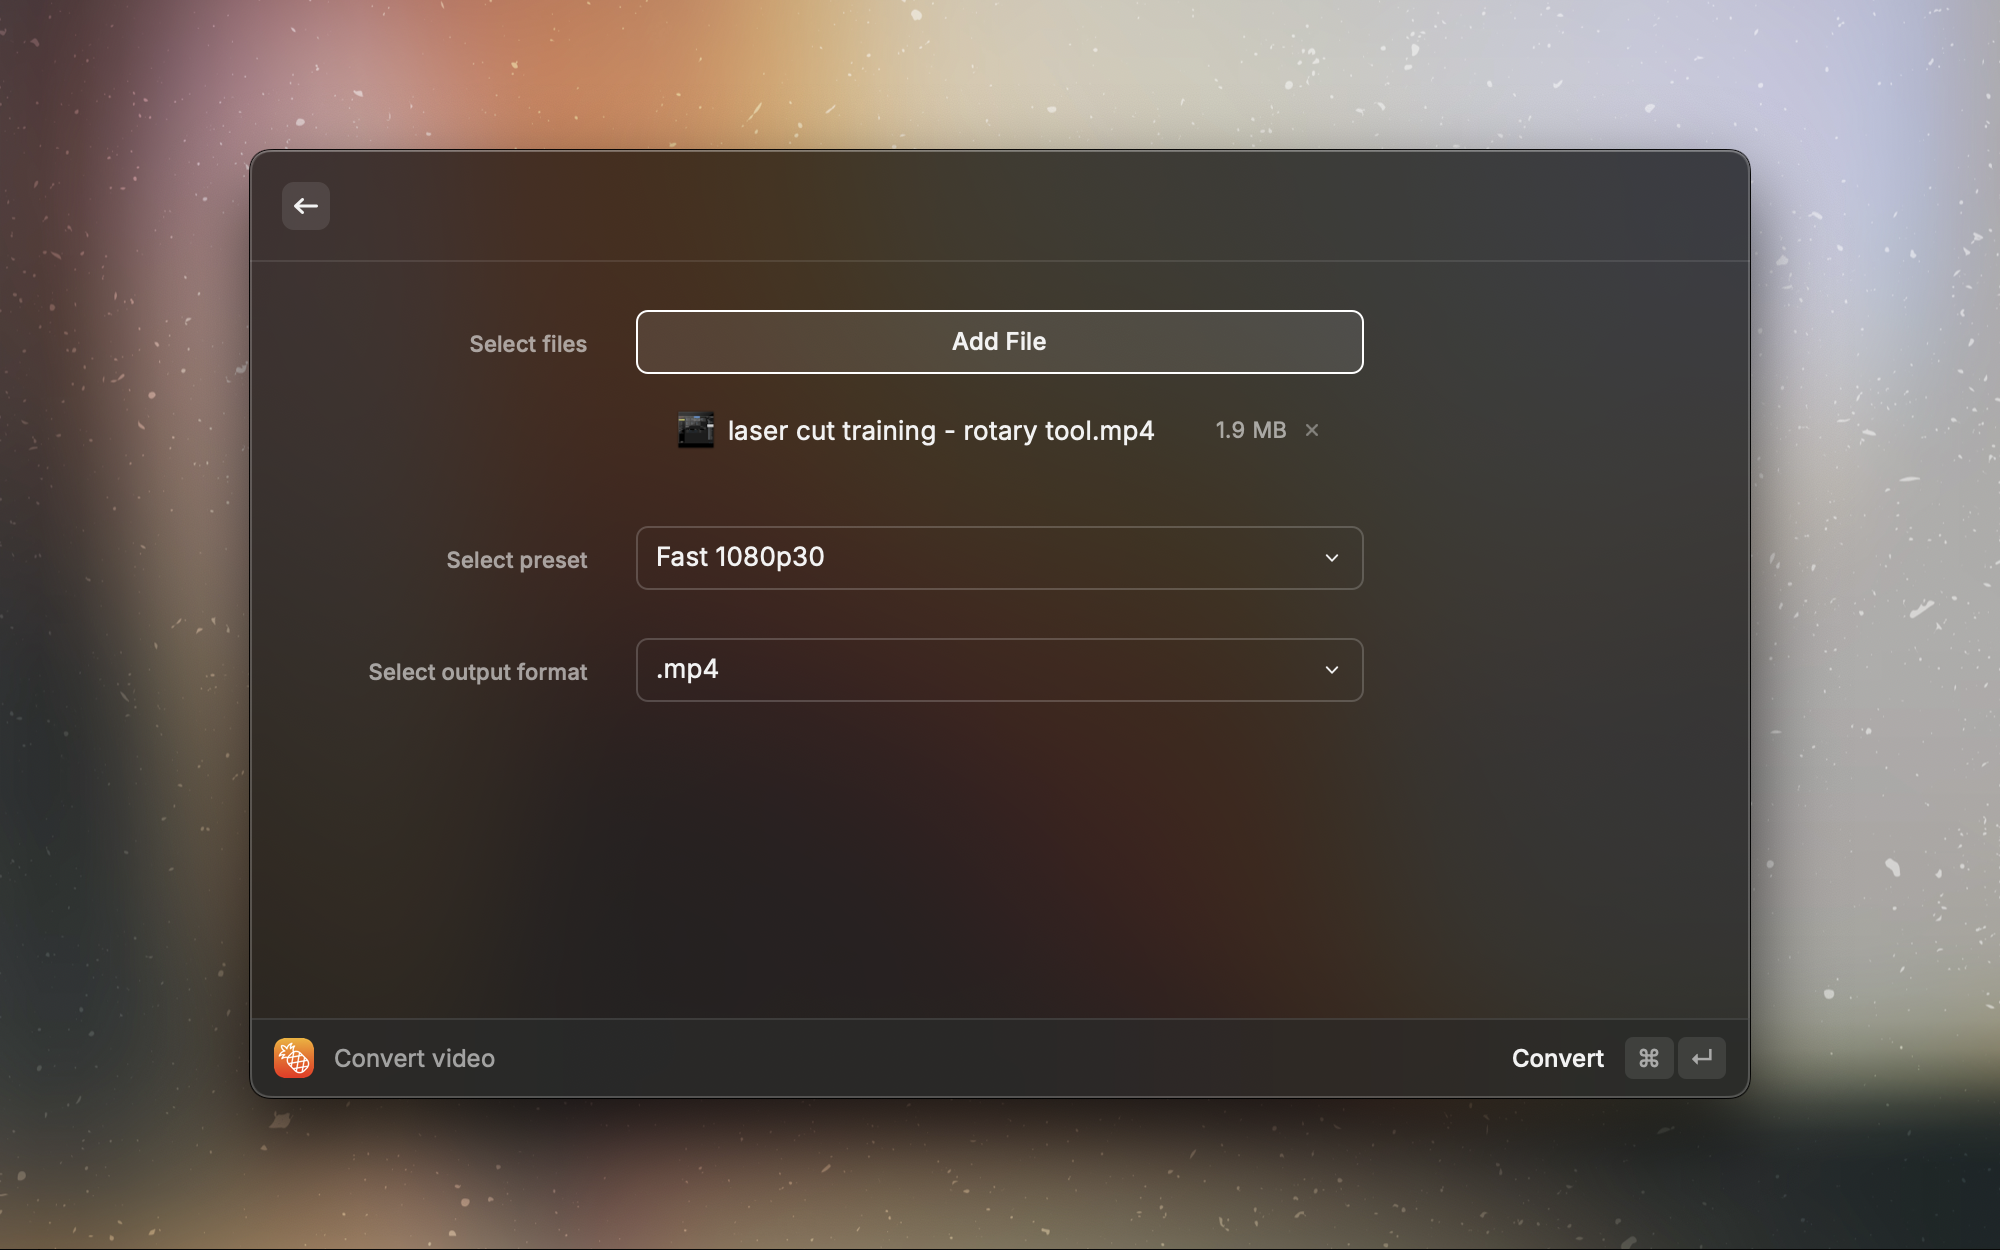 Select files
Add File
laser cut training - rotary tool.mp4 1.9 MB
Select preset
Fast 1080p30
Select output format
.mp4
Convert video
Convert ⌘ ↵